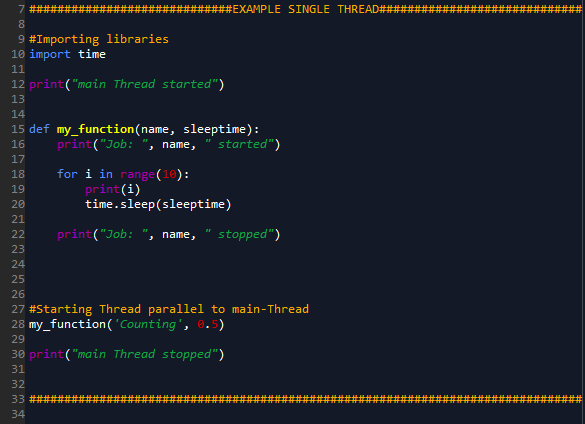 7 #############################EXAMPLE SINGLE THREAD#############################
8
9 #Importing libraries
10 import time
11
12 print("main Thread started")
13
14
15 def my_function(name, sleeptime):
16     print("Job: ", name, " started")
17
18     for i in range(10):
19         print(i)
20         time.sleep(sleeptime)
21
22     print("Job: ", name, " stopped")
23
24
25
26
27 #Starting Thread parallel to main-Thread
28 my_function('Counting', 0.5)
29
30 print("main Thread stopped")
31
32
33 ###############################################################################
34